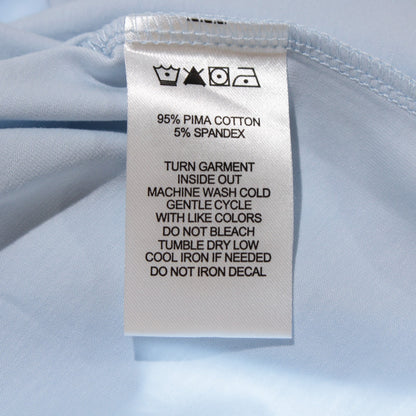 95% PIMA COTTON
5% SPANDEX
TURN GARMENT
INSIDE OUT
MACHINE WASH COLD
GENTLE CYCLE
WITH LIKE COLORS
DO NOT BLEACH
TUMBLE DRY LOW
COOL IRON IF NEEDED
DO NOT IRON DECAL